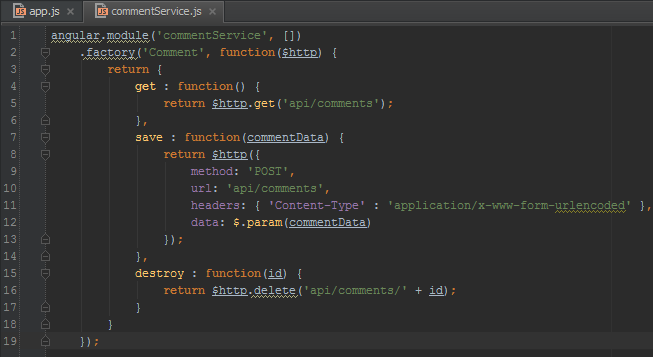 app.js commentService.js
1 angular.module('commentService', [])
2     .factory('Comment', function($http) {
3         return {
4             get : function() {
5                 return $http.get('api/comments');
6             },
7             save : function(commentData) {
8                 return $http({
9                     method: 'POST',
10                     url: 'api/comments',
11                     headers: { 'Content-Type' : 'application/x-www-form-urlencoded' },
12                     data: $.param(commentData)
13                 });
14             },
15             destroy : function(id) {
16                 return $http.delete('api/comments/' + id);
17             }
18         }
19     });